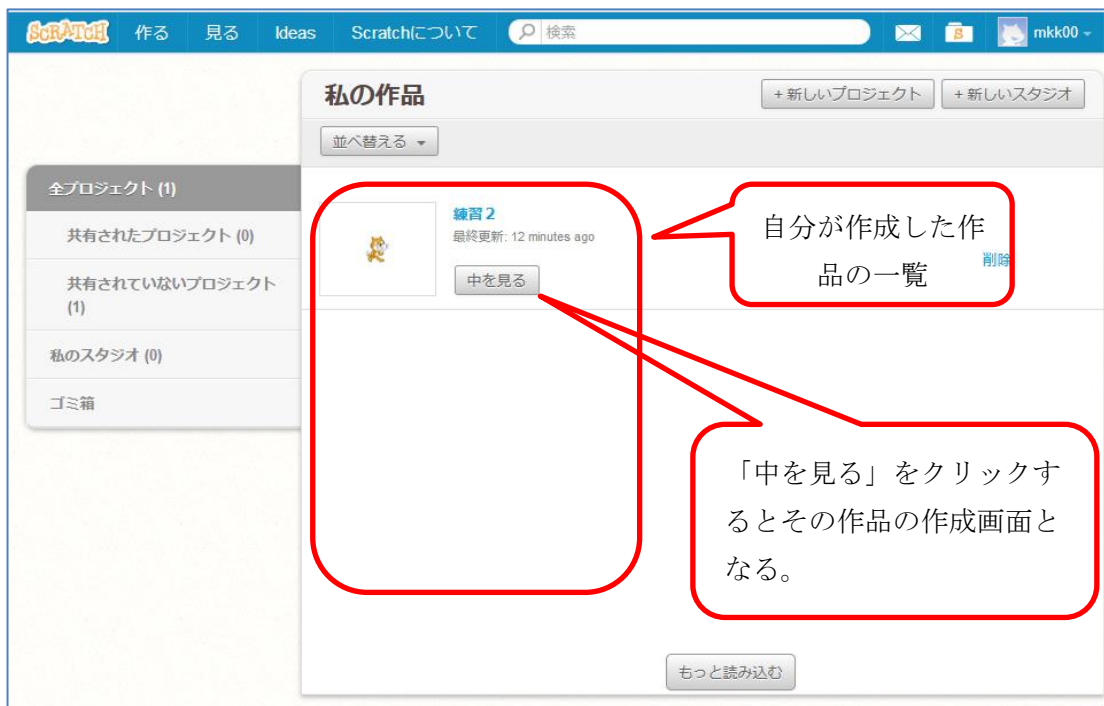 SCRATCH 作る 見る Ideas Scratchについて 検索 mkk00
私の作品 +新しいプロジェクト +新しいスタジオ
並べ替える
全プロジェクト (1)
共有されたプロジェクト (0)
共有されていないプロジェクト
(1)
私のスタジオ (0)
ゴミ箱
練習2
最終更新: 12 minutes ago
中を見る
自分が作成した作
品の一覧
削除
「中を見る」をクリックす
るとその作品の作成画面と
なる。
もっと読み込む